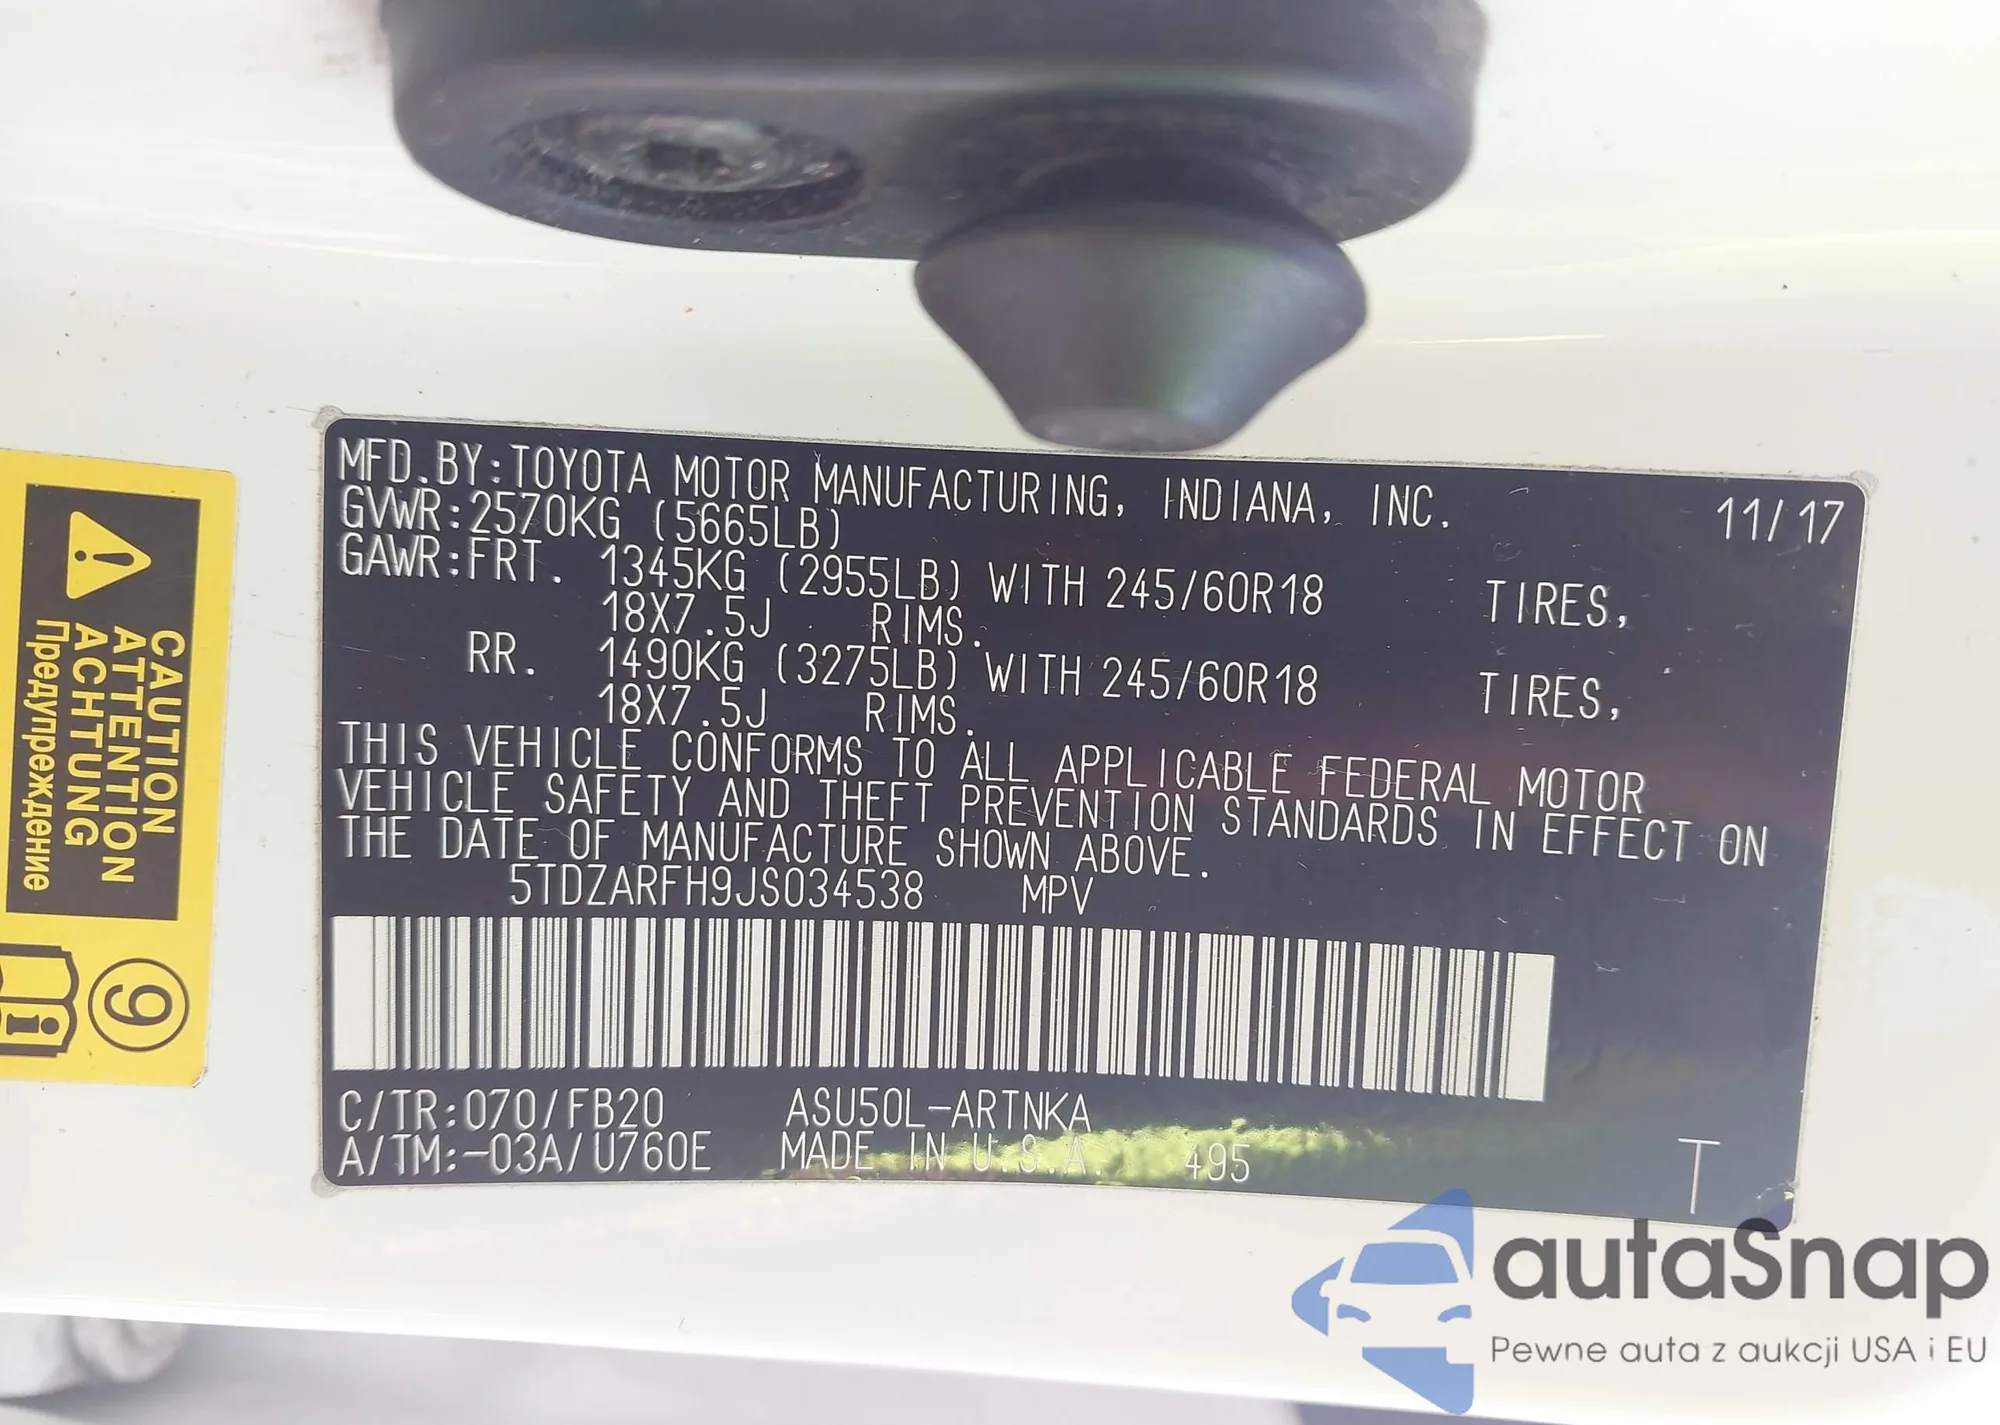 MFD.BY:TOYOTA MOTOR MANUFACTURING, INDIANA, INC. 11/17
GVWR:2570KG (5665LB)
GAWR:FRT. 1345KG (2955LB) WITH 245/60R18 TIRES,
18X7.5J RIMS.
RR. 1490KG (3275LB) WITH 245/60R18 TIRES,
18X7.5J RIMS.
THIS VEHICLE CONFORMS TO ALL APPLICABLE FEDERAL MOTOR
VEHICLE SAFETY AND THEFT PREVENTION STANDARDS IN EFFECT ON
THE DATE OF MANUFACTURE SHOWN ABOVE.
5TDZARFH9JS034538 MPV
C/TR:070/FB20 ASU50L-ARTNKA
A/TM:-03A/U760E MADE IN U.S.A. 495 T
CAUTION
ATTENTION
ACHTUNG
Предупреждение
9
autaSnap
Pewne auta z aukcji USA i EU